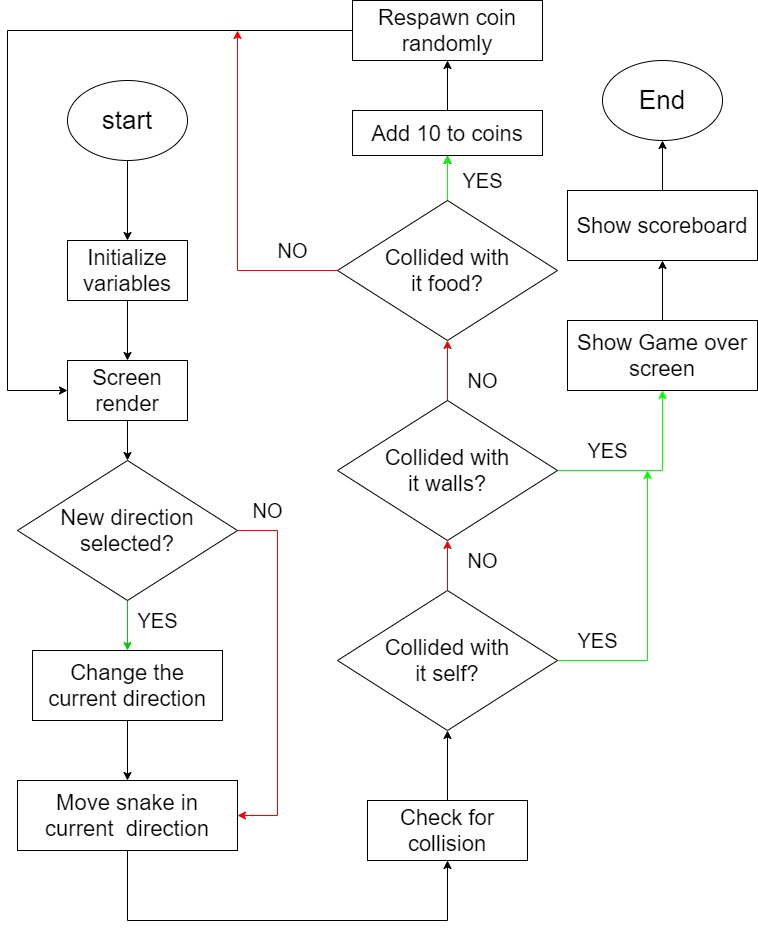 start
Initialize
variables
Screen
render
New direction
selected?
NO
YES
Change the
current direction
Move snake in
current  direction
Check for
collision
Collided with
it self?
YES
NO
Collided with
it walls?
YES
NO
Collided with
it food?
NO
YES
Add 10 to coins
Respawn coin
randomly
Show Game over
screen
Show scoreboard
End